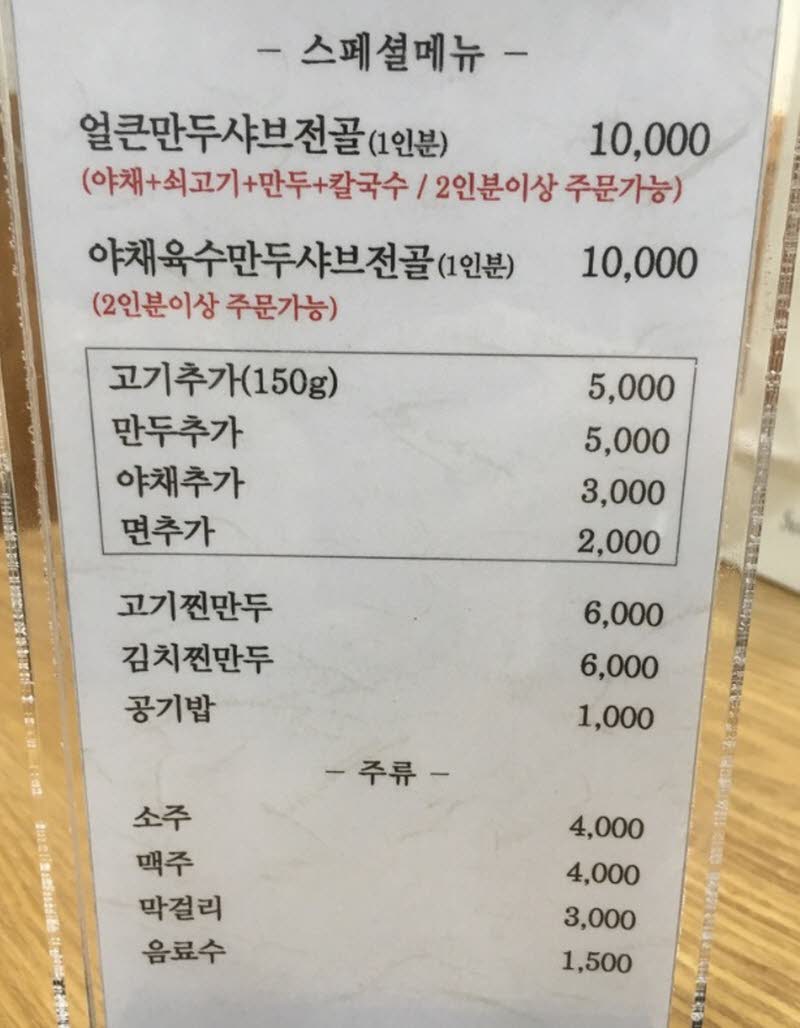 - 스페셜메뉴 -
얼큰만두샤브전골(1인분) 10,000
(야채+쇠고기+만두+칼국수 / 2인분이상 주문가능)
야채육수만두샤브전골(1인분) 10,000
(2인분이상 주문가능)
고기추가(150g) 5,000
만두추가 5,000
야채추가 3,000
면추가 2,000
고기찐만두 6,000
김치찐만두 6,000
공기밥 1,000
- 주류 -
소주 4,000
맥주 4,000
막걸리 3,000
음료수 1,500